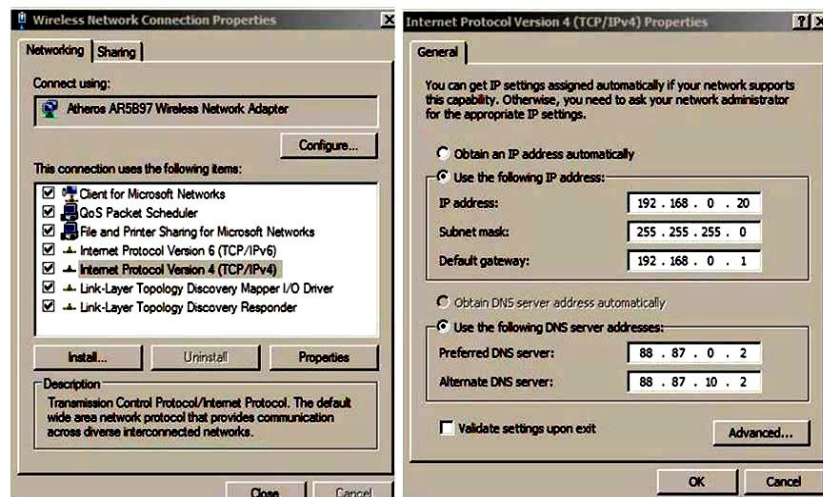 Wireless Network Connection Properties
Networking
Sharing
Connect using:
Atheros AR5B97 Wireless Network Adapter
Configure...
This connection uses the following items:
Client for Microsoft Networks
QoS Packet Scheduler
File and Printer Sharing for Microsoft Networks
Internet Protocol Version 6 (TCP/IPv6)
Internet Protocol Version 4 (TCP/IPv4)
Link-Layer Topology Discovery Mapper I/O Driver
Link-Layer Topology Discovery Responder
Install...
Uninstall
Properties
Description
Transmission Control Protocol/Internet Protocol. The default
wide area network protocol that provides communication
across diverse interconnected networks.
Close
Cancel
Internet Protocol Version 4 (TCP/IPv4) Properties
General
You can get IP settings assigned automatically if your network supports
this capability. Otherwise, you need to ask your network administrator
for the appropriate IP settings.
Obtain an IP address automatically
Use the following IP address:
IP address: 192 . 168 . 0 . 20
Subnet mask: 255 . 255 . 255 . 0
Default gateway: 192 . 168 . 0 . 1
Obtain DNS server address automatically
Use the following DNS server addresses:
Preferred DNS server: 88 . 87 . 0 . 2
Alternate DNS server: 88 . 87 . 10 . 2
Validate settings upon exit
Advanced...
OK
Cancel